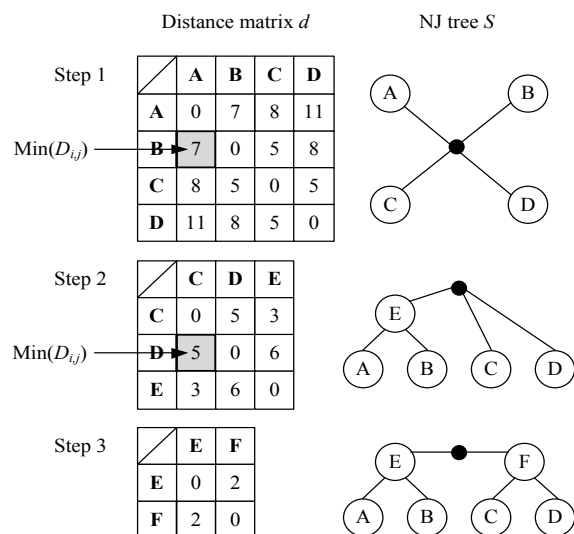 Distance matrix d
NJ tree S
Step 1
A B C D
A 0 7 8 11
Min(Di,j)
B 7 0 5 8
C 8 5 0 5
D 11 8 5 0
A B
C D
Step 2
C D E
C 0 5 3
Min(Di,j)
D 5 0 6
E 3 6 0
E
A B C D
Step 3
E F
E 0 2
F 2 0
E F
A B C D